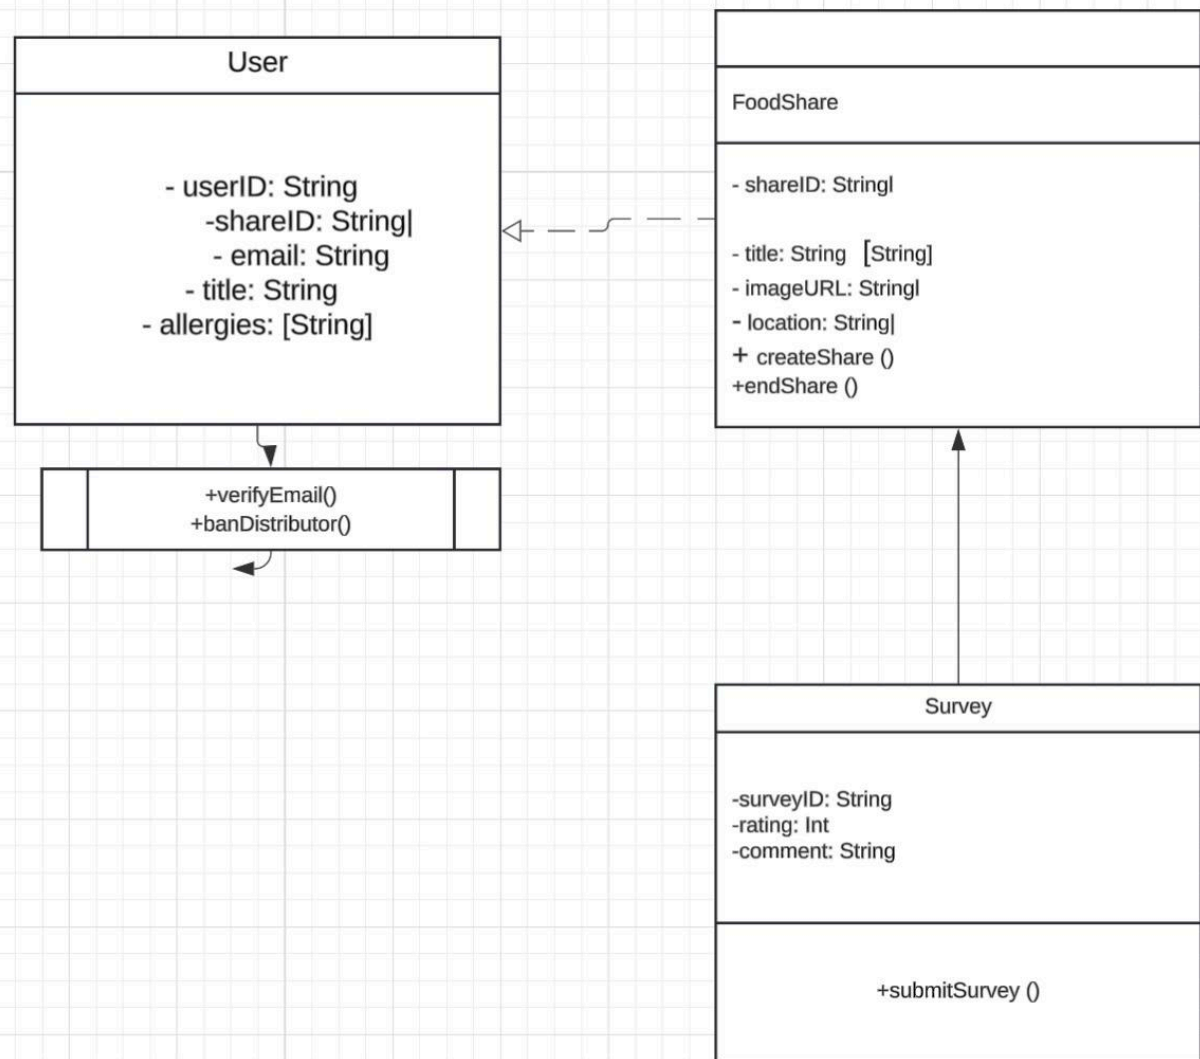 User
- userID: String
-shareID: String|
- email: String
- title: String
- allergies: [String]
+verifyEmail()
+banDistributor()
FoodShare
- shareID: Stringl
- title: String [String]
- imageURL: Stringl
- location: String|
+ createShare ()
+endShare ()
Survey
-surveyID: String
-rating: Int
-comment: String
+submitSurvey ()